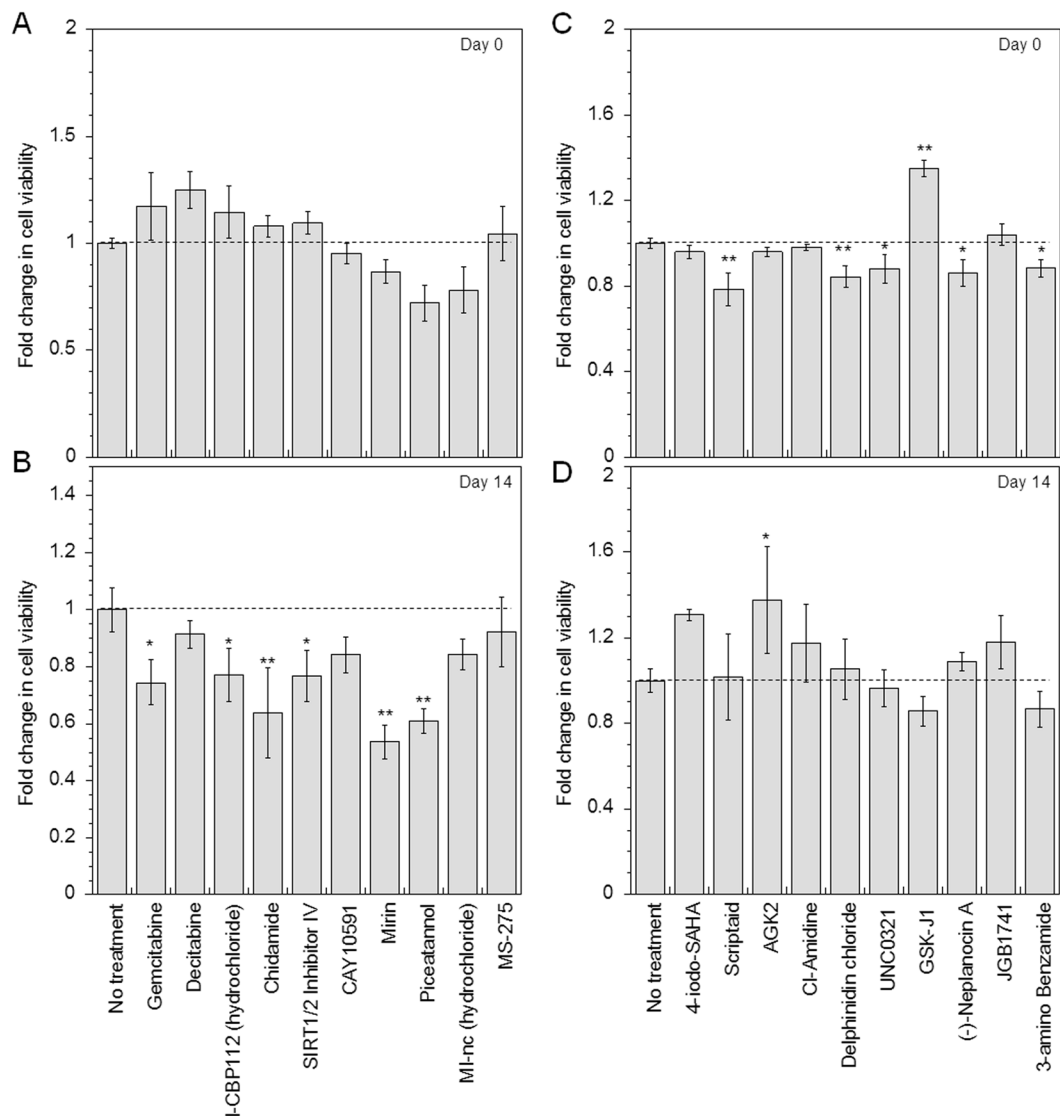 A
Day 0
Fold change in cell viability
2
1.5
1
0.5
0
B
Day 14
Fold change in cell viability
1.4
1.2
1
0.8
0.6
0.4
0.2
0
*
*
**
*
**
**
No treatment
Gemcitabine
Decitabine
I-CBP112 (hydrochloride)
Chidamide
SIRT1/2 Inhibitor IV
CAY10591
Mirin
Piceatannol
MI-nc (hydrochloride)
MS-275
C
Day 0
Fold change in cell viability
2
1.6
1.2
0.8
0.4
0
**
**
*
**
*
*
D
Day 14
Fold change in cell viability
2
1.6
1.2
0.8
0.4
0
*
No treatment
4-iodo-SAHA
Scriptaid
AGK2
Cl-Amidine
Delphinidin chloride
UNC0321
GSK-J1
(-)-Neplanocin A
JGB1741
3-amino Benzamide